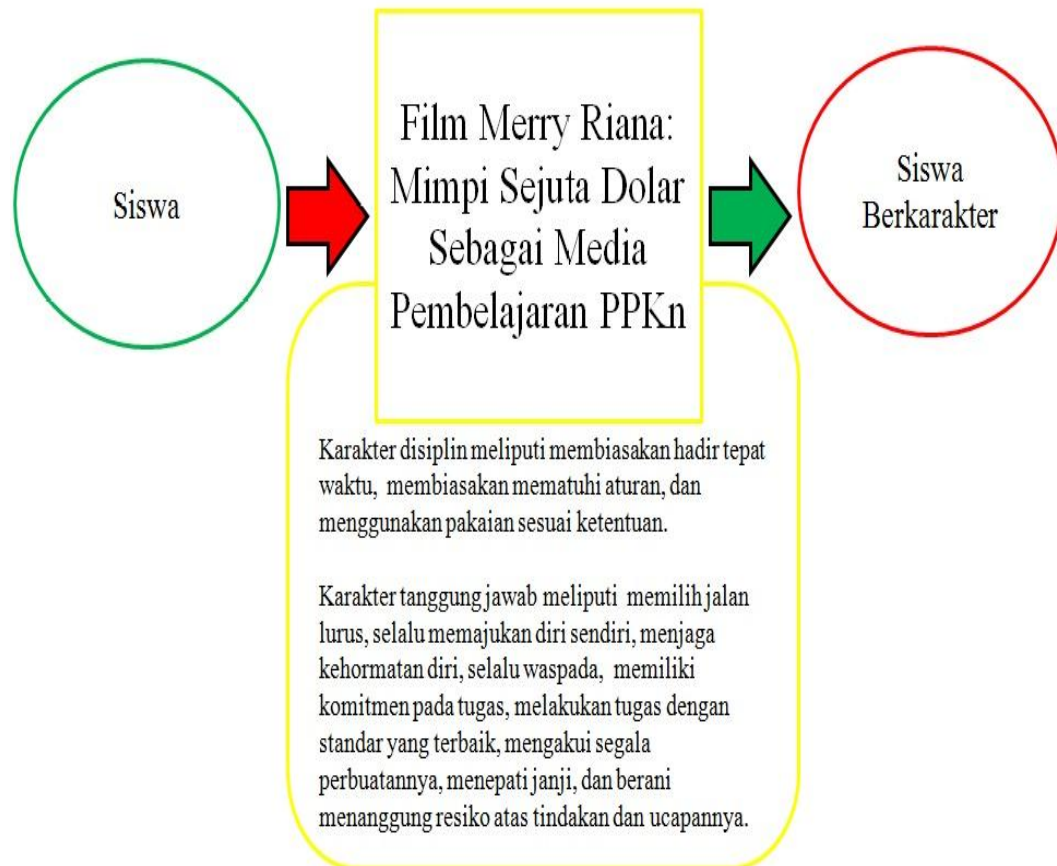 Siswa
Film Merry Riana:
Mimpi Sejuta Dolar
Sebagai Media
Pembelajaran PPKn
Siswa
Berkarakter
Karakter disiplin meliputi membiasakan hadir tepat
waktu, membiasakan mematuhi aturan, dan
menggunakan pakaian sesuai ketentuan.
Karakter tanggung jawab meliputi memilih jalan
lurus, selalu memajukan diri sendiri, menjaga
kehormatan diri, selalu waspada, memiliki
komitmen pada tugas, melakukan tugas dengan
standar yang terbaik, mengakui segala
perbuatannya, menepati janji, dan berani
menanggung resiko atas tindakan dan ucapannya.